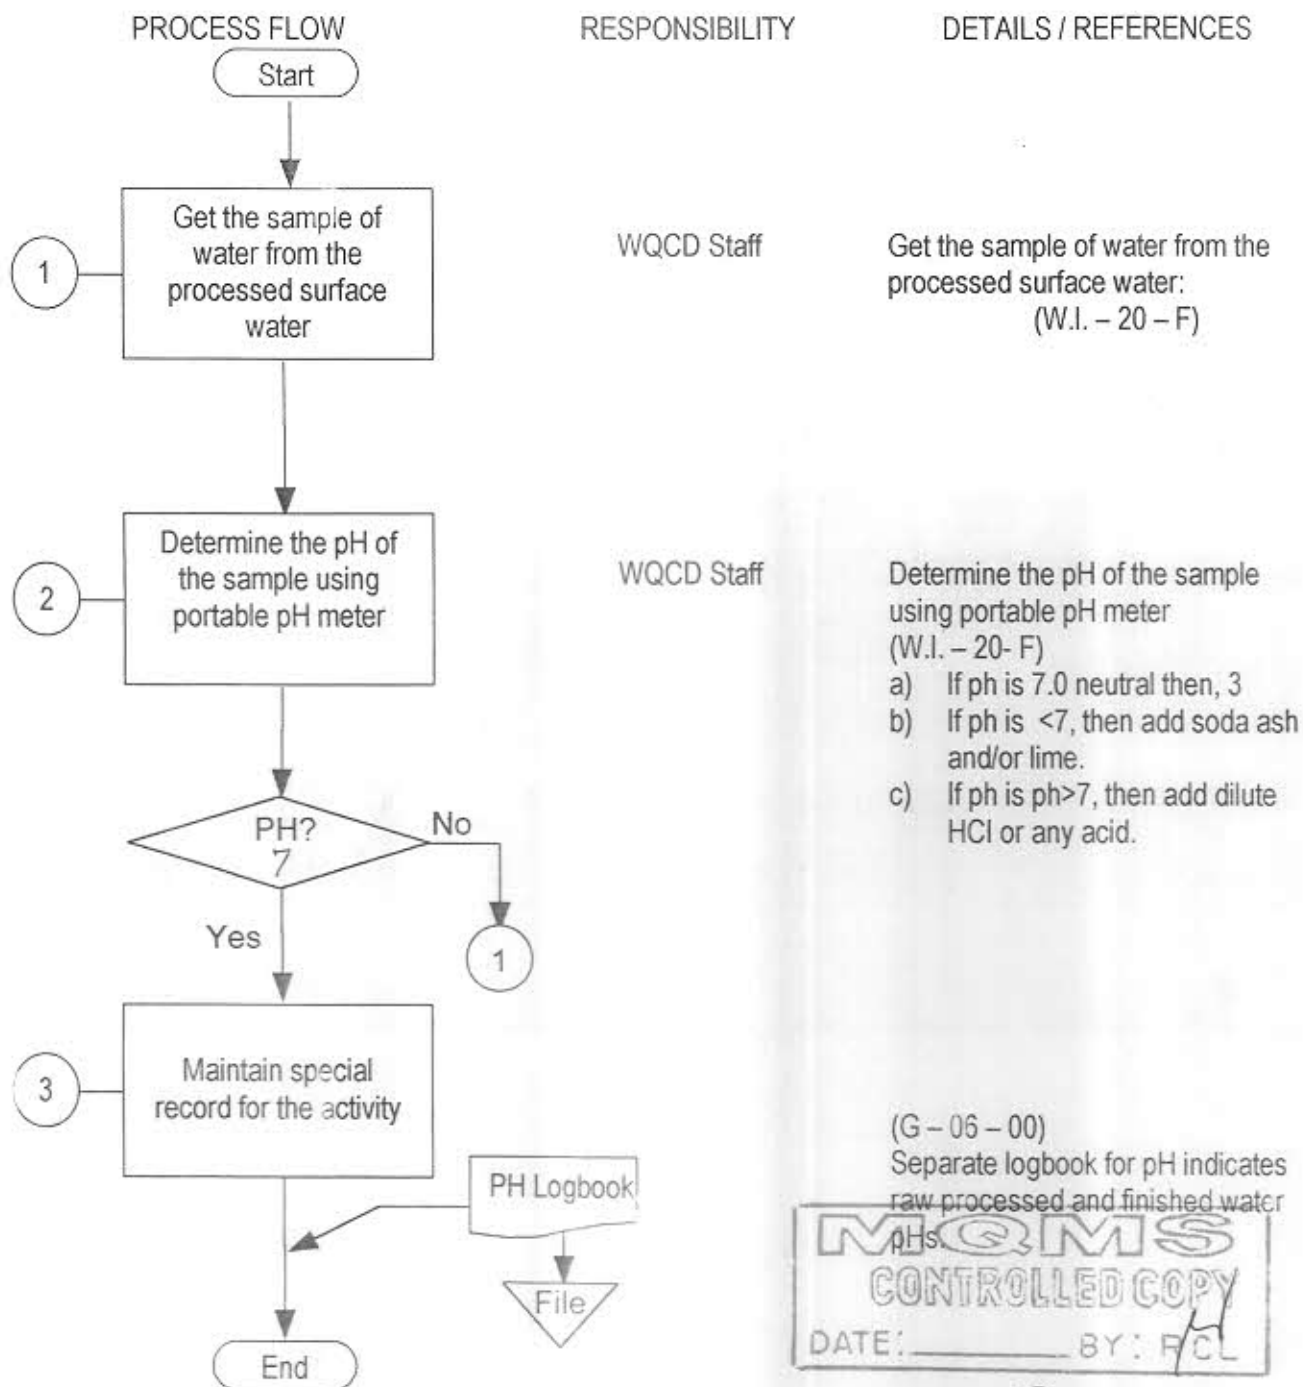 PROCESS FLOW RESPONSIBILITY DETAILS / REFERENCES
Start
1
Get the sample of
water from the
processed surface
water
WQCD Staff
Get the sample of water from the
processed surface water:
(W.I. – 20 – F)
2
Determine the pH of
the sample using
portable pH meter
WQCD Staff
Determine the pH of the sample
using portable pH meter
(W.I. – 20- F)
a) If ph is 7.0 neutral then, 3
b) If ph is <7, then add soda ash
and/or lime.
c) If ph is ph>7, then add dilute
HCl or any acid.
PH?
7
No
Yes
1
3
Maintain special
record for the activity
(G – 06 – 00)
Separate logbook for pH indicates
raw processed and finished water
pHs.
PH Logbook
File
End
MQMS
CONTROLLED COPY
DATE: BY: RCL